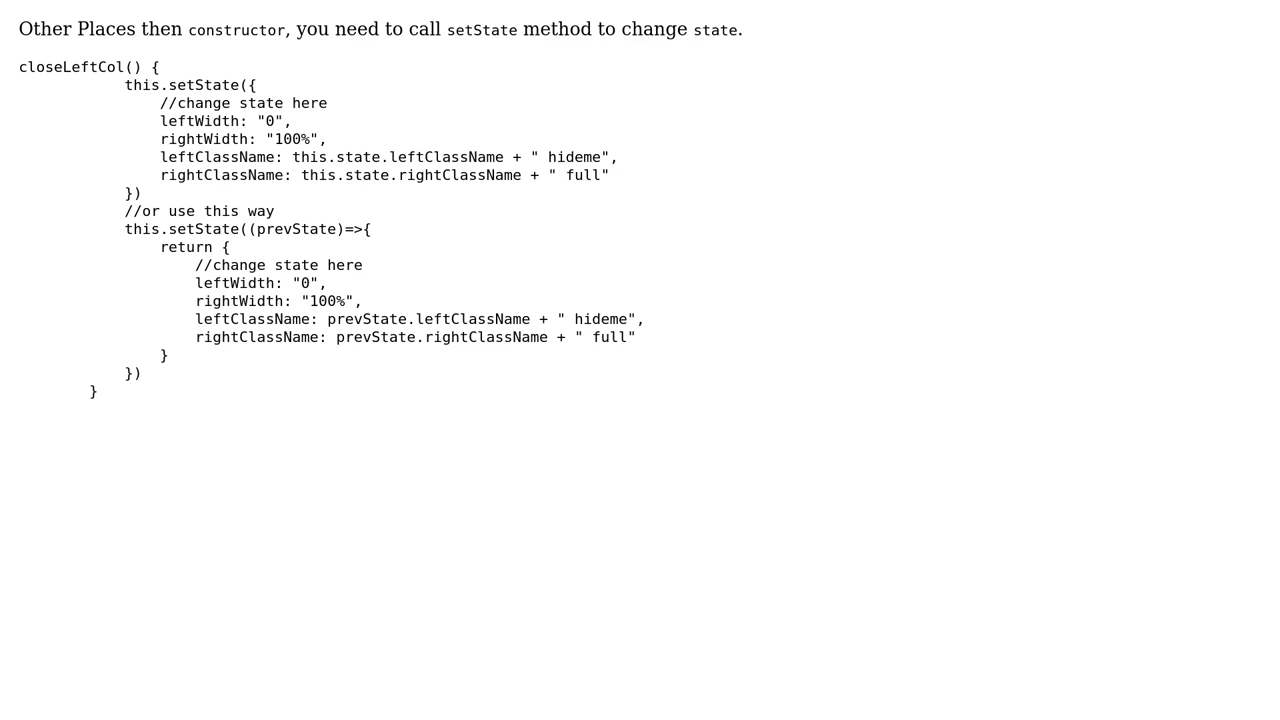 Other Places then constructor, you need to call setState method to change state.
closeLeftCol() {
            this.setState({
                //change state here
                leftWidth: "0",
                rightWidth: "100%",
                leftClassName: this.state.leftClassName + " hideme",
                rightClassName: this.state.rightClassName + " full"
            })
            //or use this way
            this.setState((prevState)=>{
                return {
                    //change state here
                    leftWidth: "0",
                    rightWidth: "100%",
                    leftClassName: prevState.leftClassName + " hideme",
                    rightClassName: prevState.rightClassName + " full"
                }
            })
        }